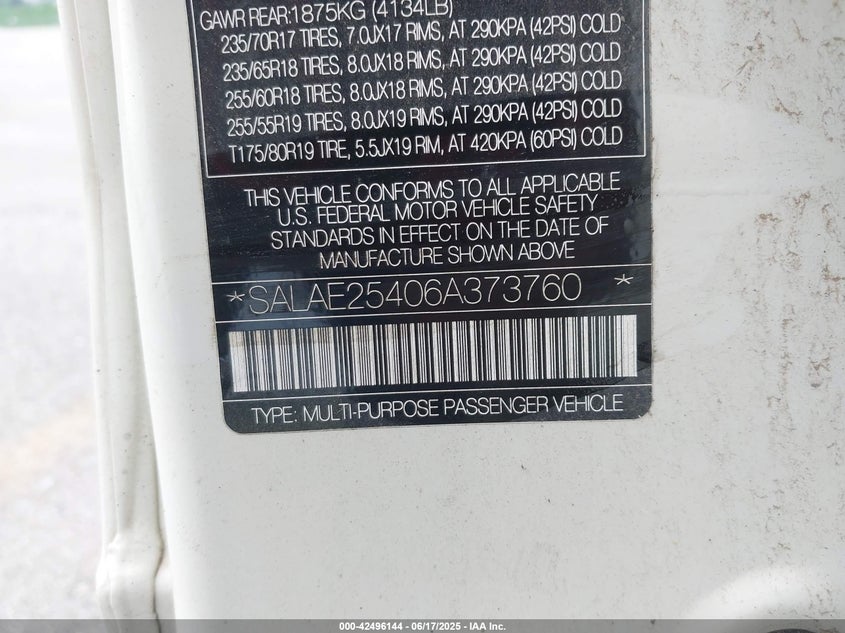 GAWR REAR:1875KG (4134LB)
235/70R17 TIRES, 7.0JX17 RIMS, AT 290KPA (42PSI) COLD
235/65R18 TIRES, 8.0JX18 RIMS, AT 290KPA (42PSI) COLD
255/60R18 TIRES, 8.0JX18 RIMS, AT 290KPA (42PSI) COLD
255/55R19 TIRES, 8.0JX19 RIMS, AT 290KPA (42PSI) COLD
T175/80R19 TIRE, 5.5JX19 RIM, AT 420KPA (60PSI) COLD
THIS VEHICLE CONFORMS TO ALL APPLICABLE
U.S. FEDERAL MOTOR VEHICLE SAFETY
STANDARDS IN EFFECT ON THE DATE OF
MANUFACTURE SHOWN ABOVE
*SALAE25406A373760 *
TYPE: MULTI-PURPOSE PASSENGER VEHICLE
000-42496144 - 06/17/2025 - IAA Inc.